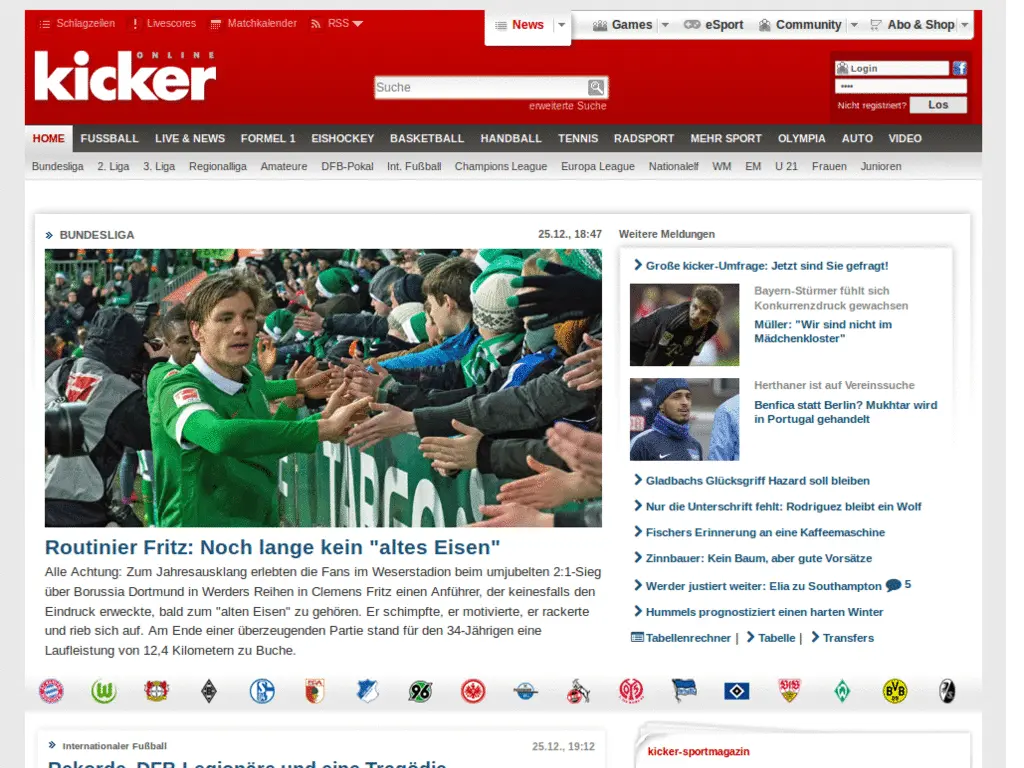 Schlagzeilen
Livescores
Matchkalender
RSS
News
Games
eSport
Community
Abo & Shop
ONLINE
kicker
Suche
erweiterte Suche
Login
Nicht registriert?
Los
HOME FUSSBALL LIVE & NEWS FORMEL 1 EISHOCKEY BASKETBALL HANDBALL TENNIS RADSPORT MEHR SPORT OLYMPIA AUTO VIDEO
Bundesliga 2. Liga 3. Liga Regionalliga Amateure DFB-Pokal Int. Fußball Champions League Europa League Nationalelf WM EM U 21 Frauen Junioren
BUNDESLIGA
25.12., 18:47
Routinier Fritz: Noch lange kein "altes Eisen"
Alle Achtung: Zum Jahresausklang erlebten die Fans im Weserstadion beim umjubelten 2:1-Sieg
über Borussia Dortmund in Werders Reihen in Clemens Fritz einen Anführer, der keinesfalls den
Eindruck erweckte, bald zum "alten Eisen" zu gehören. Er schimpfte, er motivierte, er rackerte
und rieb sich auf. Am Ende einer überzeugenden Partie stand für den 34-Jährigen eine
Laufleistung von 12,4 Kilometern zu Buche.
Weitere Meldungen
Große kicker-Umfrage: Jetzt sind Sie gefragt!
Bayern-Stürmer fühlt sich
Konkurrenzdruck gewachsen
Müller: "Wir sind nicht im
Mädchenkloster"
Herthaner ist auf Vereinssuche
Benfica statt Berlin? Mukhtar wird
in Portugal gehandelt
Gladbachs Glücksgriff Hazard soll bleiben
Nur die Unterschrift fehlt: Rodriguez bleibt ein Wolf
Fischers Erinnerung an eine Kaffeemaschine
Zinnbauer: Kein Baum, aber gute Vorsätze
Werder justiert weiter: Elia zu Southampton 5
Hummels prognostiziert einen harten Winter
Tabellenrechner | Tabelle | Transfers
96
BVB
09
Internationaler Fußball
25.12., 19:12
Rekorde, DFB-Legionäre und eine Tragödie
kicker-sportmagazin